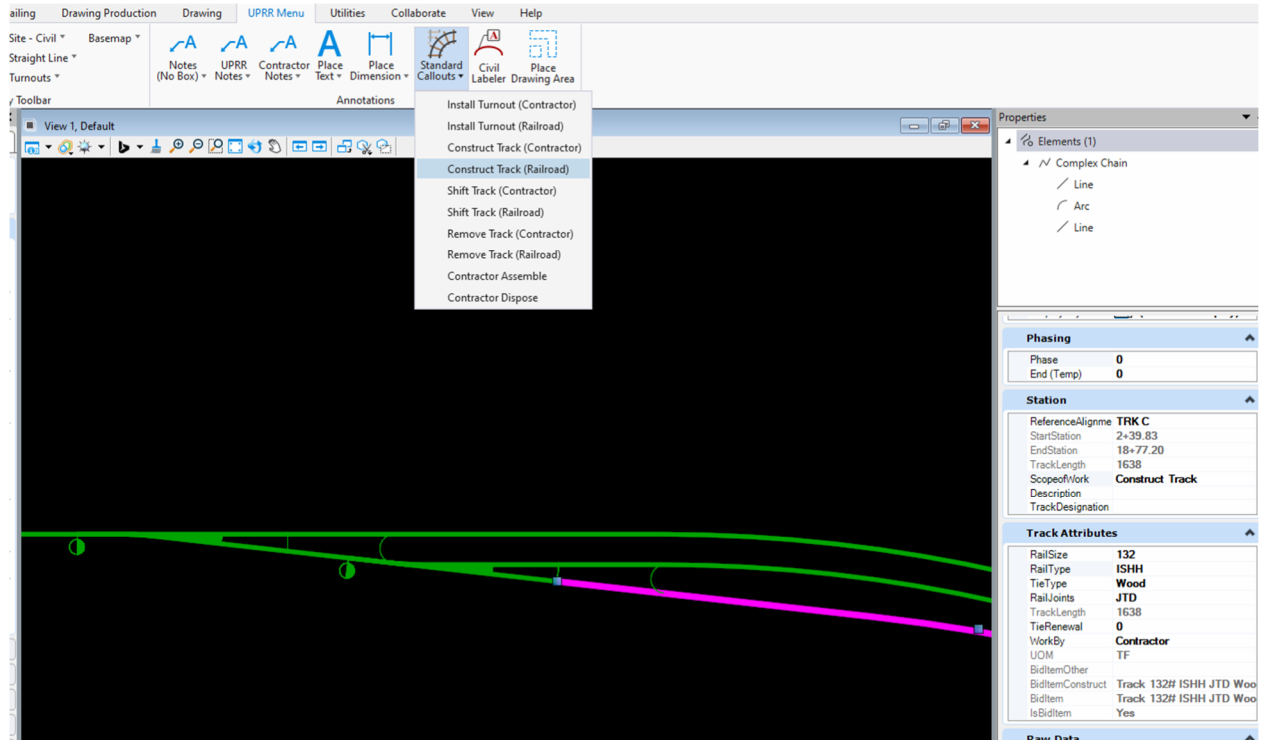 ailing Drawing Production Drawing UPRR Menu Utilities Collaborate View Help
Site - Civil Basemap
Straight Line
Turnouts
y Toolbar
Notes (No Box)
UPRR Notes
Contractor Notes
Place Text
Place Dimension
Standard Callouts
Civil Labeler
Place Drawing Area
Annotations
Install Turnout (Contractor)
Install Turnout (Railroad)
Construct Track (Contractor)
Construct Track (Railroad)
Shift Track (Contractor)
Shift Track (Railroad)
Remove Track (Contractor)
Remove Track (Railroad)
Contractor Assemble
Contractor Dispose
View 1, Default
Properties
Elements (1)
Complex Chain
Line
Arc
Line
Phasing
Phase 0
End (Temp) 0
Station
ReferenceAlignme TRK C
StartStation 2+39.83
EndStation 18+77.20
TrackLength 1638
ScopeofWork Construct Track
Description
TrackDesignation
Track Attributes
RailSize 132
RailType ISHH
TieType Wood
RailJoints JTD
TrackLength 1638
TieRenewal 0
WorkBy Contractor
UOM TF
BidItemOther
BidItemConstruct Track 132# ISHH JTD Woo
BidItem Track 132# ISHH JTD Woo
IsBidItem Yes
Raw Data